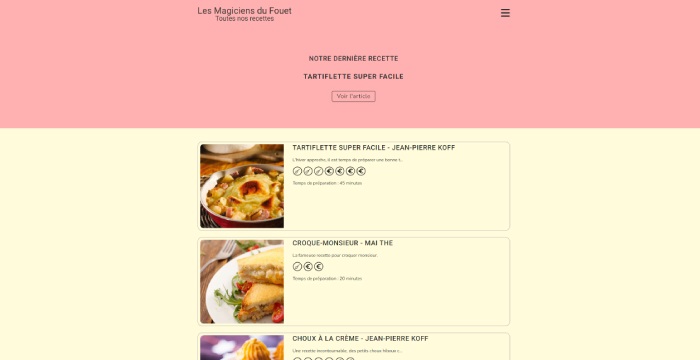 Les Magiciens du Fouet
Toutes nos recettes
NOTRE DERNIÈRE RECETTE
TARTIFLETTE SUPER FACILE
Voir l'article
TARTIFLETTE SUPER FACILE - JEAN-PIERRE KOFF
L'hiver approche, il est temps de préparer une bonne t...
Temps de préparation : 45 minutes
CROQUE-MONSIEUR - MAI THE
La fameuse recette pour croquer monsieur.
Temps de préparation : 20 minutes
CHOUX À LA CRÈME - JEAN-PIERRE KOFF
Une recette incontournable, des petits choux fourrés ...